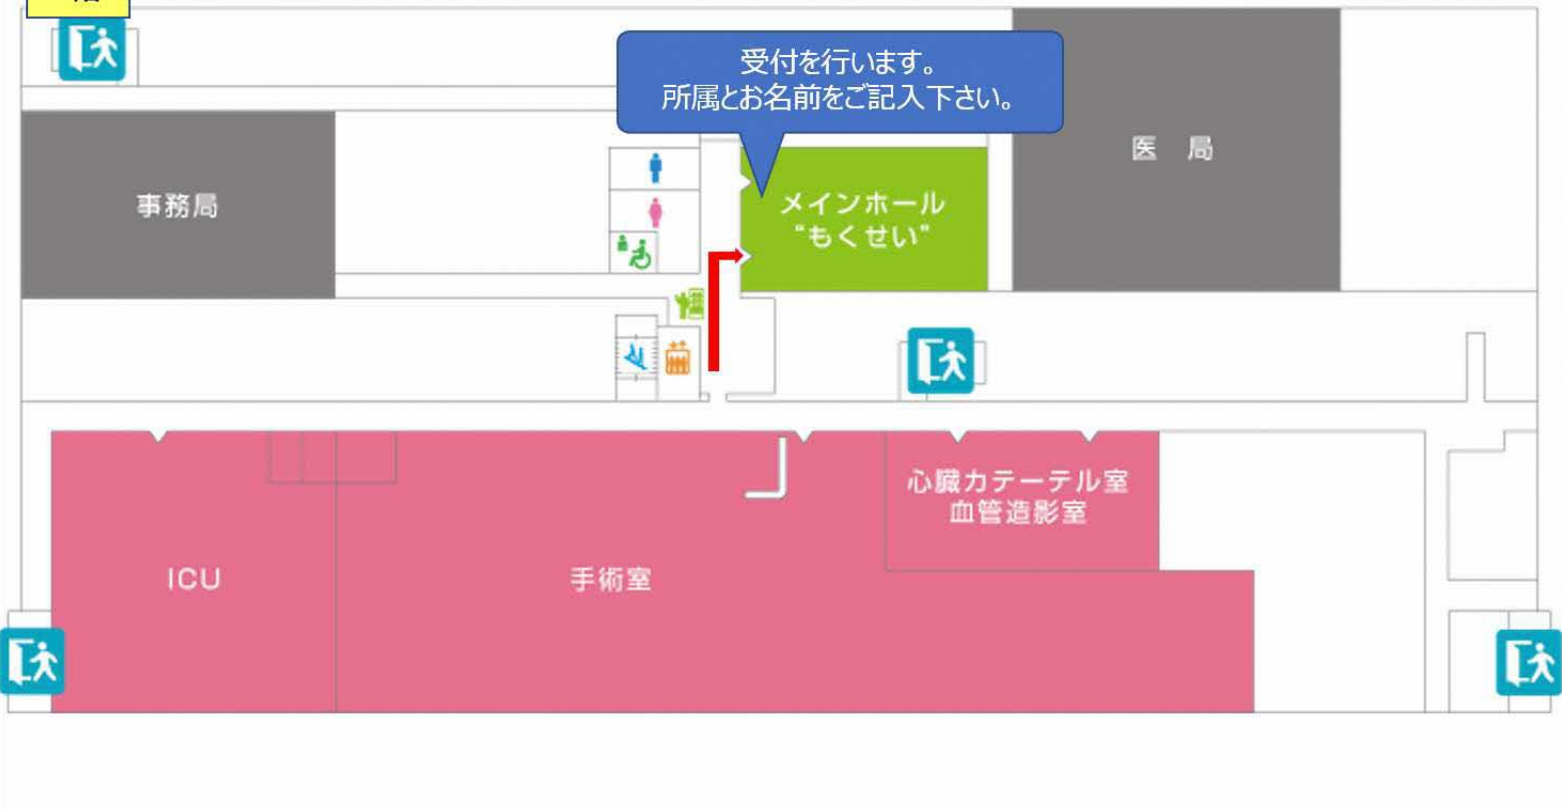 階
受付を行います。
所属とお名前をご記入下さい。
医 局
事務局
メインホール
“もくせい”
心臓カテーテル室
血管造影室
ICU
手術室